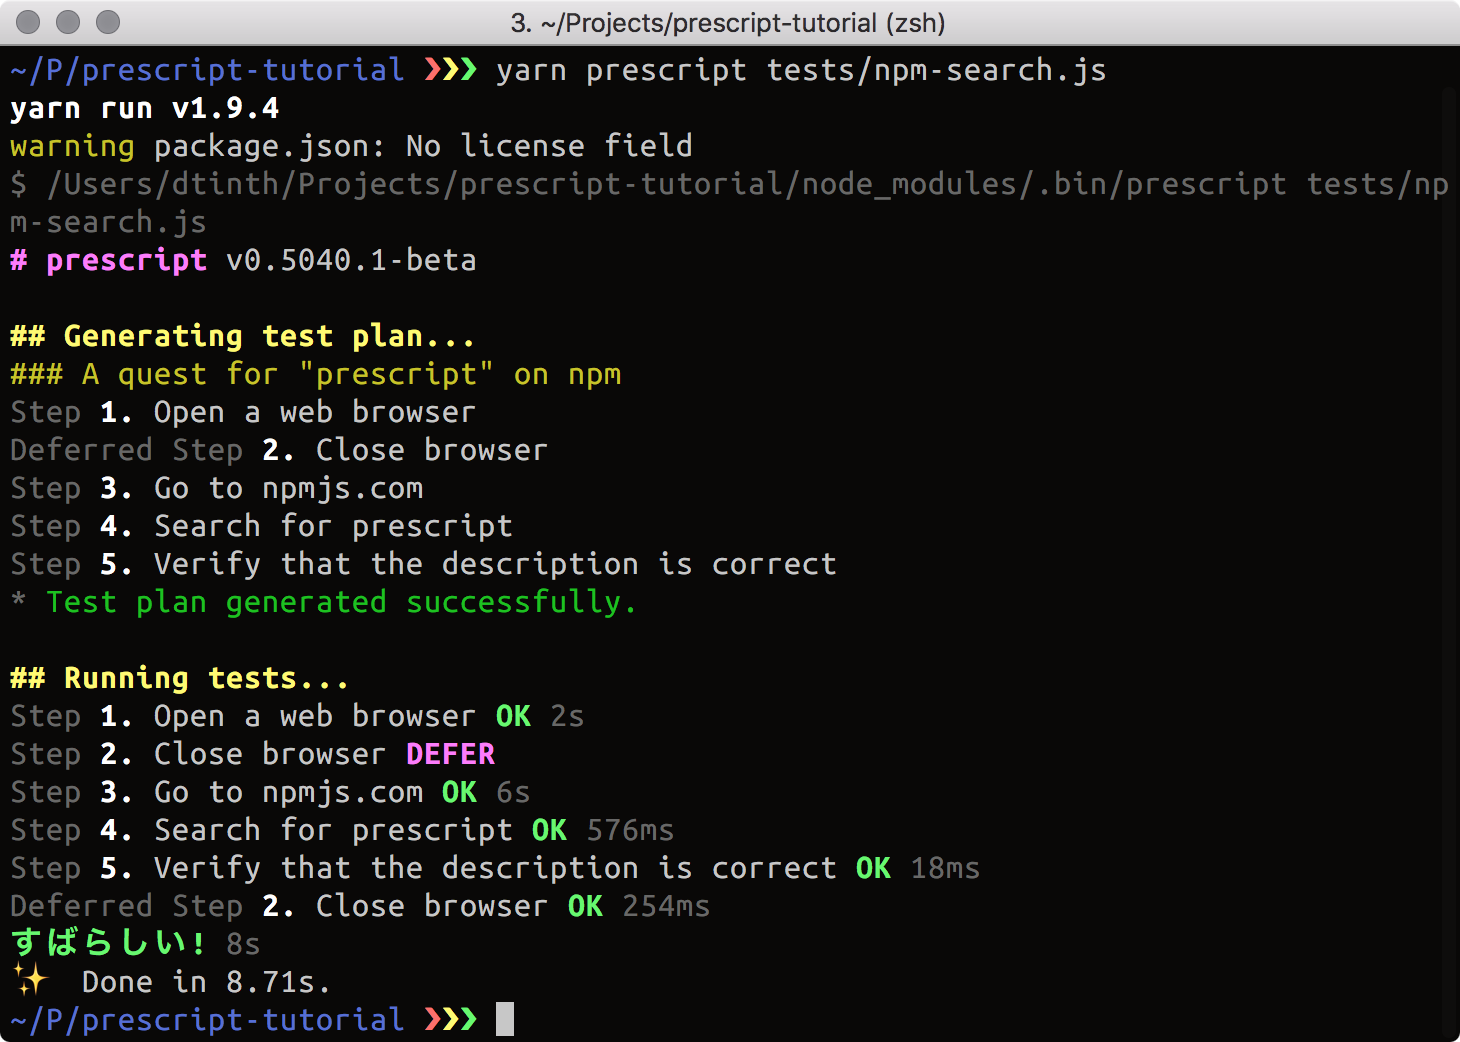 3. ~/Projects/prescript-tutorial (zsh)
~/P/prescript-tutorial ❯❯❯ yarn prescript tests/npm-search.js
yarn run v1.9.4
warning package.json: No license field
$ /Users/dtinth/Projects/prescript-tutorial/node_modules/.bin/prescript tests/np
m-search.js
# prescript v0.5040.1-beta
## Generating test plan...
### A quest for "prescript" on npm
Step 1. Open a web browser
Deferred Step 2. Close browser
Step 3. Go to npmjs.com
Step 4. Search for prescript
Step 5. Verify that the description is correct
* Test plan generated successfully.
## Running tests...
Step 1. Open a web browser OK 2s
Step 2. Close browser DEFER
Step 3. Go to npmjs.com OK 6s
Step 4. Search for prescript OK 576ms
Step 5. Verify that the description is correct OK 18ms
Deferred Step 2. Close browser OK 254ms
すばらしい! 8s
✨ Done in 8.71s.
~/P/prescript-tutorial ❯❯❯